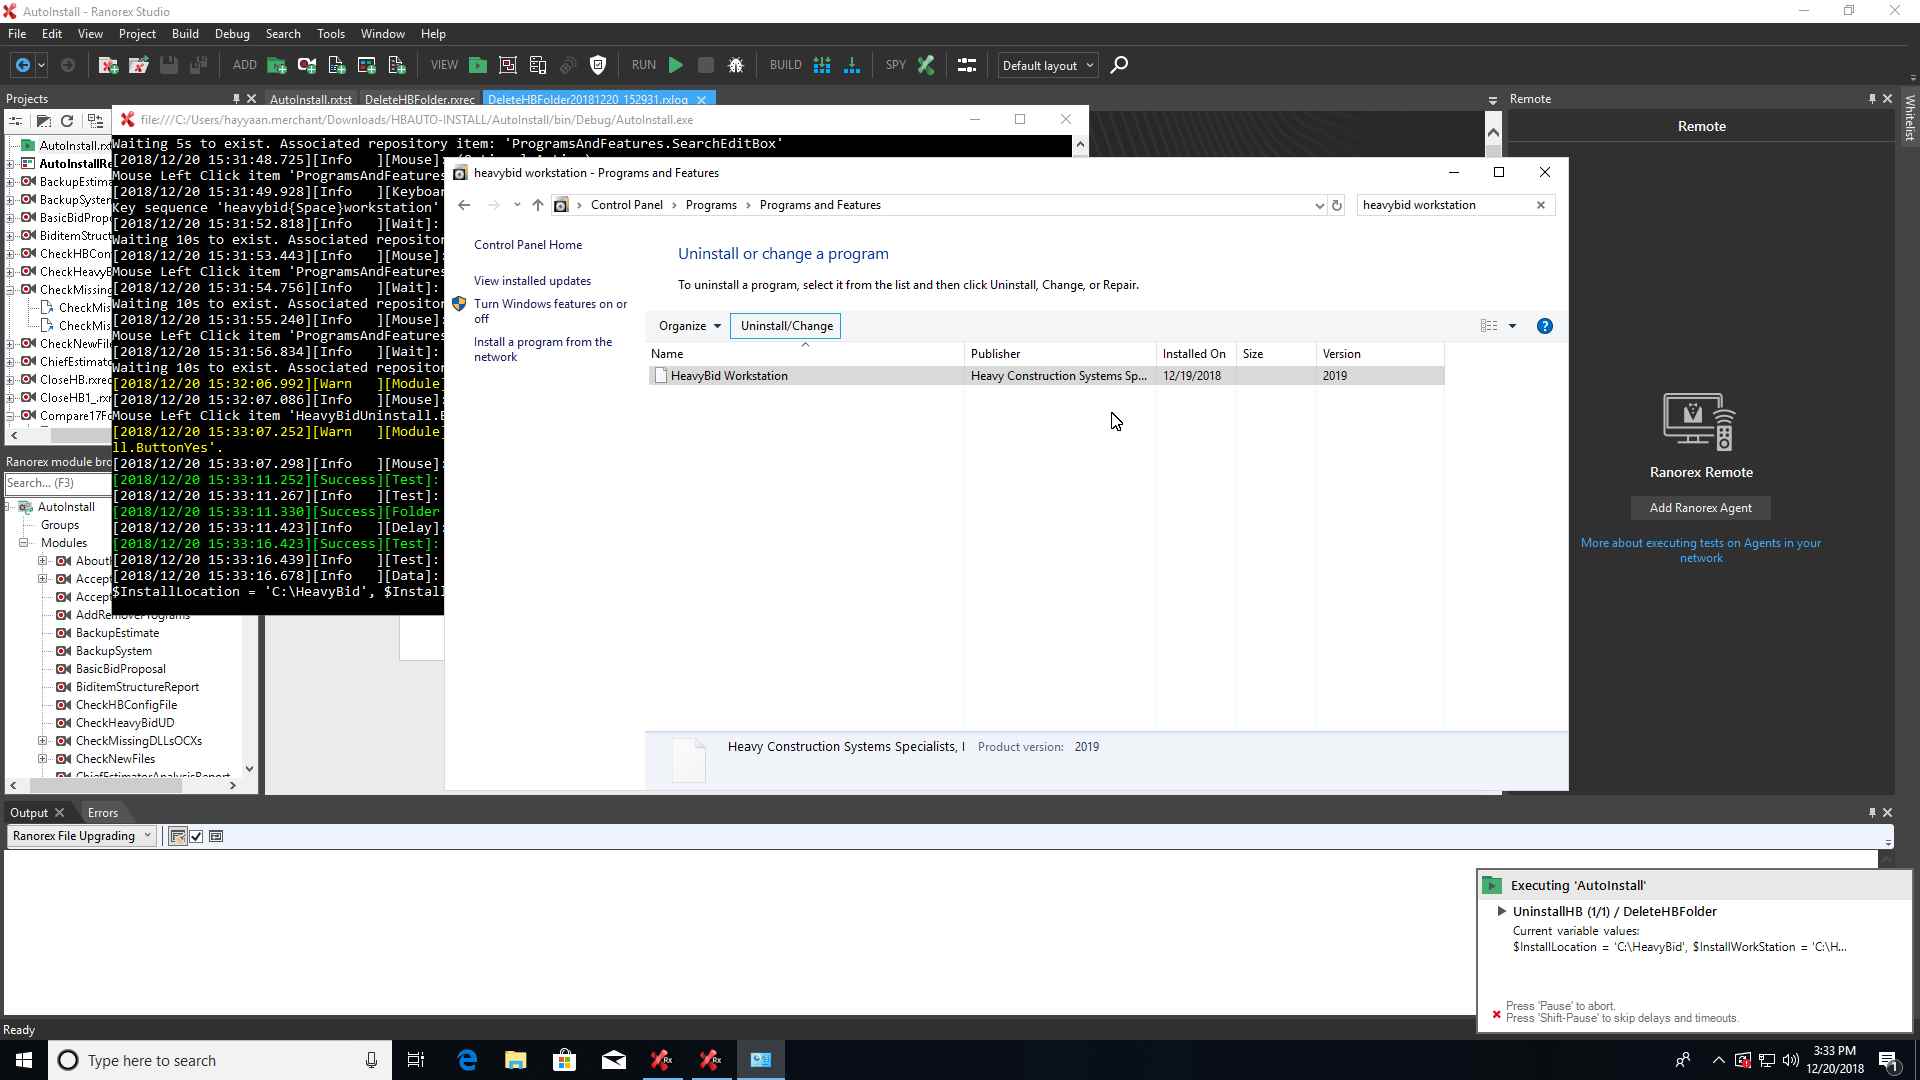 AutoInstall - Ranorex Studio
File Edit View Project Build Debug Search Tools Window Help
ADD VIEW RUN BUILD SPY Default layout
Projects
AutoInstall.rxtst DeleteHBFolder.rxrec DeleteHBFolder20181220_152931.rxlog
Remote
Whitelist
file:///C:/Users/hayyaan.merchant/Downloads/HBAUTO-INSTALL/AutoInstall/bin/Debug/AutoInstall.exe
Remote
AutoInstall.rxt
AutoInstallRe
BackupEstima
BackupSystem
BasicBidPropo
BiditemStruct
CheckHBConf
CheckHeavyB
CheckMissing
CheckMis
CheckMis
CheckNewFile
ChiefEstimato
CloseHB.rxrec
CloseHB1_.rxr
Compare17Fo
Waiting 5s to exist. Associated repository item: 'ProgramsAndFeatures.SearchEditBox'
[2018/12/20 15:31:48.725][Info   ][Mouse]: (Optional Action)
Mouse Left Click item 'ProgramsAndFeatures
[2018/12/20 15:31:49.928][Info   ][Keyboar
Key sequence 'heavybid{Space}workstation'
[2018/12/20 15:31:52.818][Info   ][Wait]:
Waiting 10s to exist. Associated repositor
[2018/12/20 15:31:53.443][Info   ][Mouse]:
Mouse Left Click item 'ProgramsAndFeatures
[2018/12/20 15:31:54.756][Info   ][Wait]:
Waiting 10s to exist. Associated repositor
[2018/12/20 15:31:55.240][Info   ][Mouse]:
Mouse Left Click item 'ProgramsAndFeatures
[2018/12/20 15:31:56.834][Info   ][Wait]:
Waiting 10s to exist. Associated repositor
[2018/12/20 15:32:06.992][Warn   ][Module]
[2018/12/20 15:32:07.086][Info   ][Mouse]:
Mouse Left Click item 'HeavyBidUninstall.B
[2018/12/20 15:33:07.252][Warn   ][Module]
ll.ButtonYes'.
[2018/12/20 15:33:07.298][Info   ][Mouse]:
[2018/12/20 15:33:11.252][Success][Test]:
[2018/12/20 15:33:11.267][Info   ][Test]:
[2018/12/20 15:33:11.330][Success][Folder
[2018/12/20 15:33:11.423][Info   ][Delay]:
[2018/12/20 15:33:16.423][Success][Test]:
[2018/12/20 15:33:16.439][Info   ][Test]:
[2018/12/20 15:33:16.678][Info   ][Data]:
$InstallLocation = 'C:\HeavyBid', $Install
heavybid workstation - Programs and Features
Control Panel Programs Programs and Features
heavybid workstation
Control Panel Home
View installed updates
Turn Windows features on or
off
Install a program from the
network
Uninstall or change a program
To uninstall a program, select it from the list and then click Uninstall, Change, or Repair.
Organize Uninstall/Change
Name Publisher Installed On Size Version
HeavyBid Workstation Heavy Construction Systems Sp... 12/19/2018 2019
Heavy Construction Systems Specialists, I Product version: 2019
Ranorex Remote
Add Ranorex Agent
More about executing tests on Agents in your
network
Ranorex module bro
Search... (F3)
AutoInstall
Groups
Modules
About
Accept
Accept
AddRemovePrograms
BackupEstimate
BackupSystem
BasicBidProposal
BiditemStructureReport
CheckHBConfigFile
CheckHeavyBidUD
CheckMissingDLLsOCXs
CheckNewFiles
ChiefEstimatorAnalysisReport
Output Errors
Ranorex File Upgrading
Executing 'AutoInstall'
UninstallHB (1/1) / DeleteHBFolder
Current variable values:
$InstallLocation = 'C:\HeavyBid', $InstallWorkStation = 'C:\H...
Press 'Pause' to abort.
Press 'Shift-Pause' to skip delays and timeouts.
Ready
Type here to search
3:33 PM
12/20/2018
1